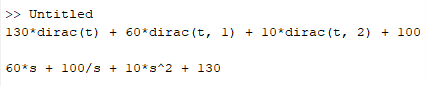 >> Untitled
130*dirac(t) + 60*dirac(t, 1) + 10*dirac(t, 2) + 100
60*s + 100/s + 10*s^2 + 130